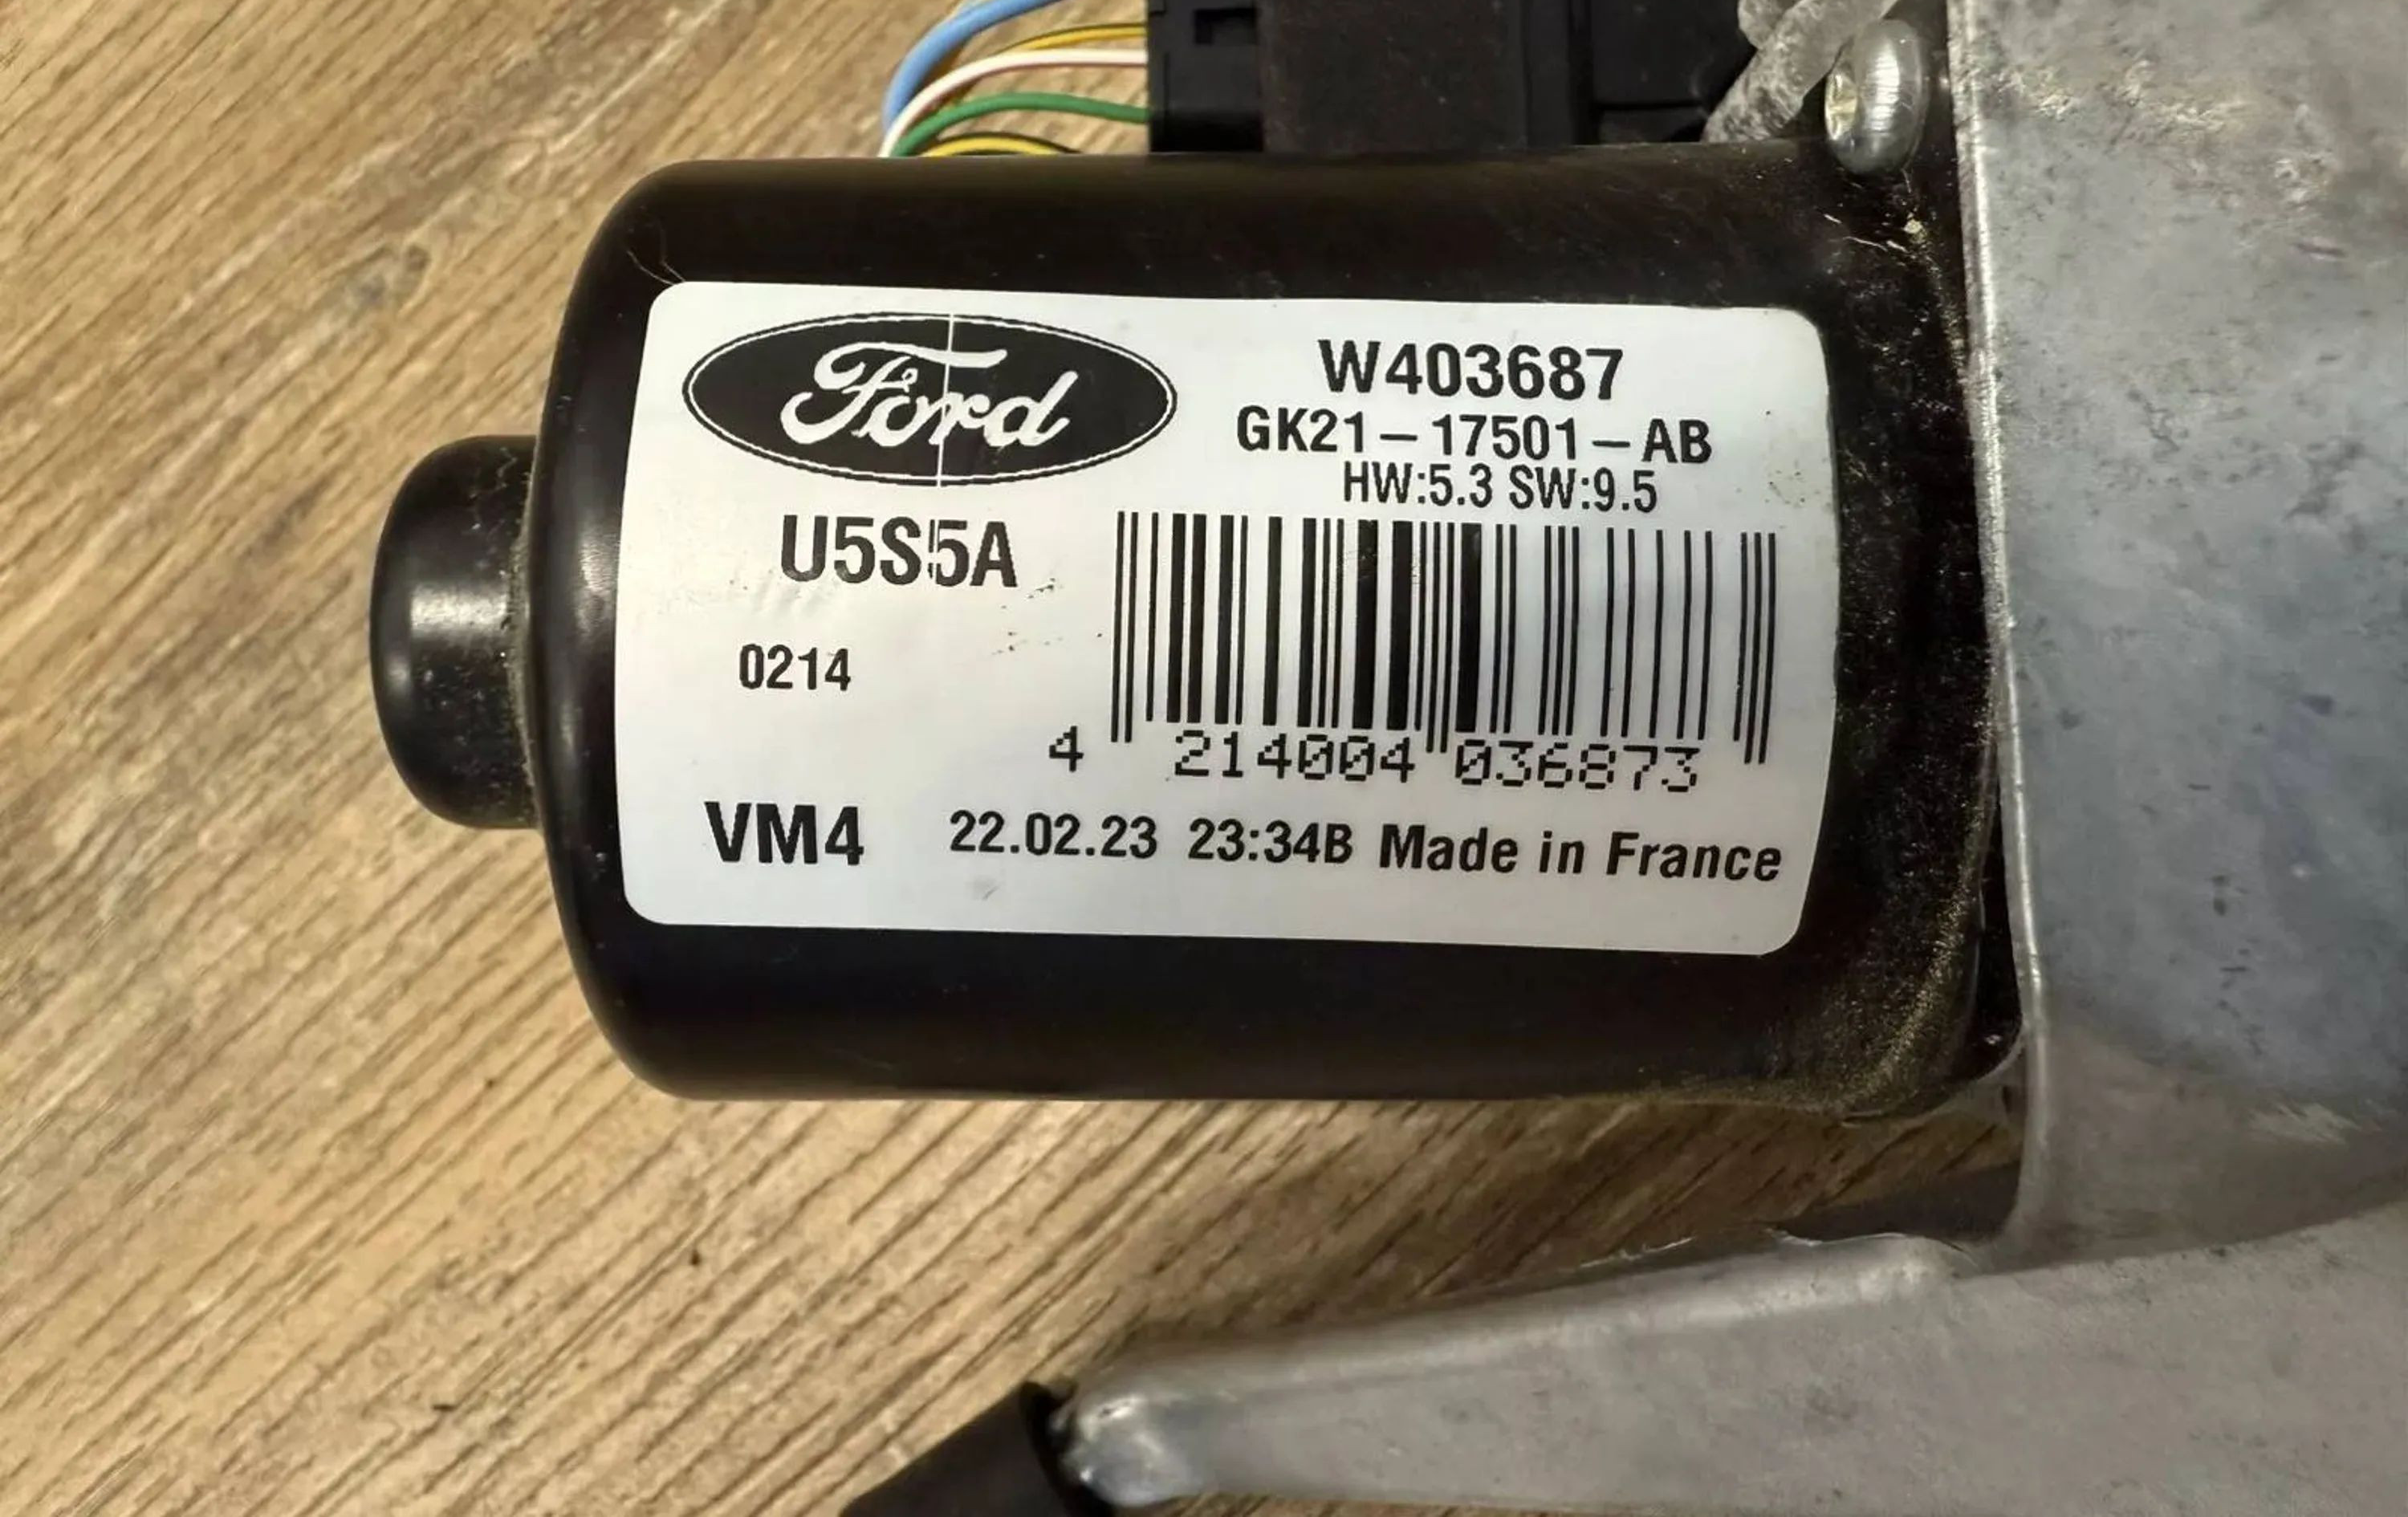 Ford
W403687
GK21-17501-AB
HW:5.3 SW:9.5
U5S5A
0214
4 214004 036873
VM4 22.02.23 23:34B Made in France